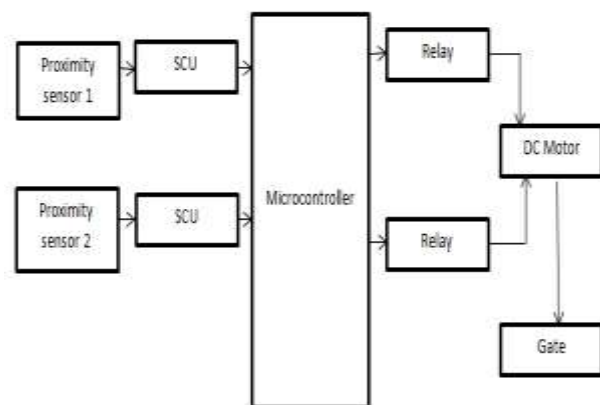 Proximity
sensor 1
SCU
Relay
DC Motor
Microcontroller
Proximity
sensor 2
SCU
Relay
Gate